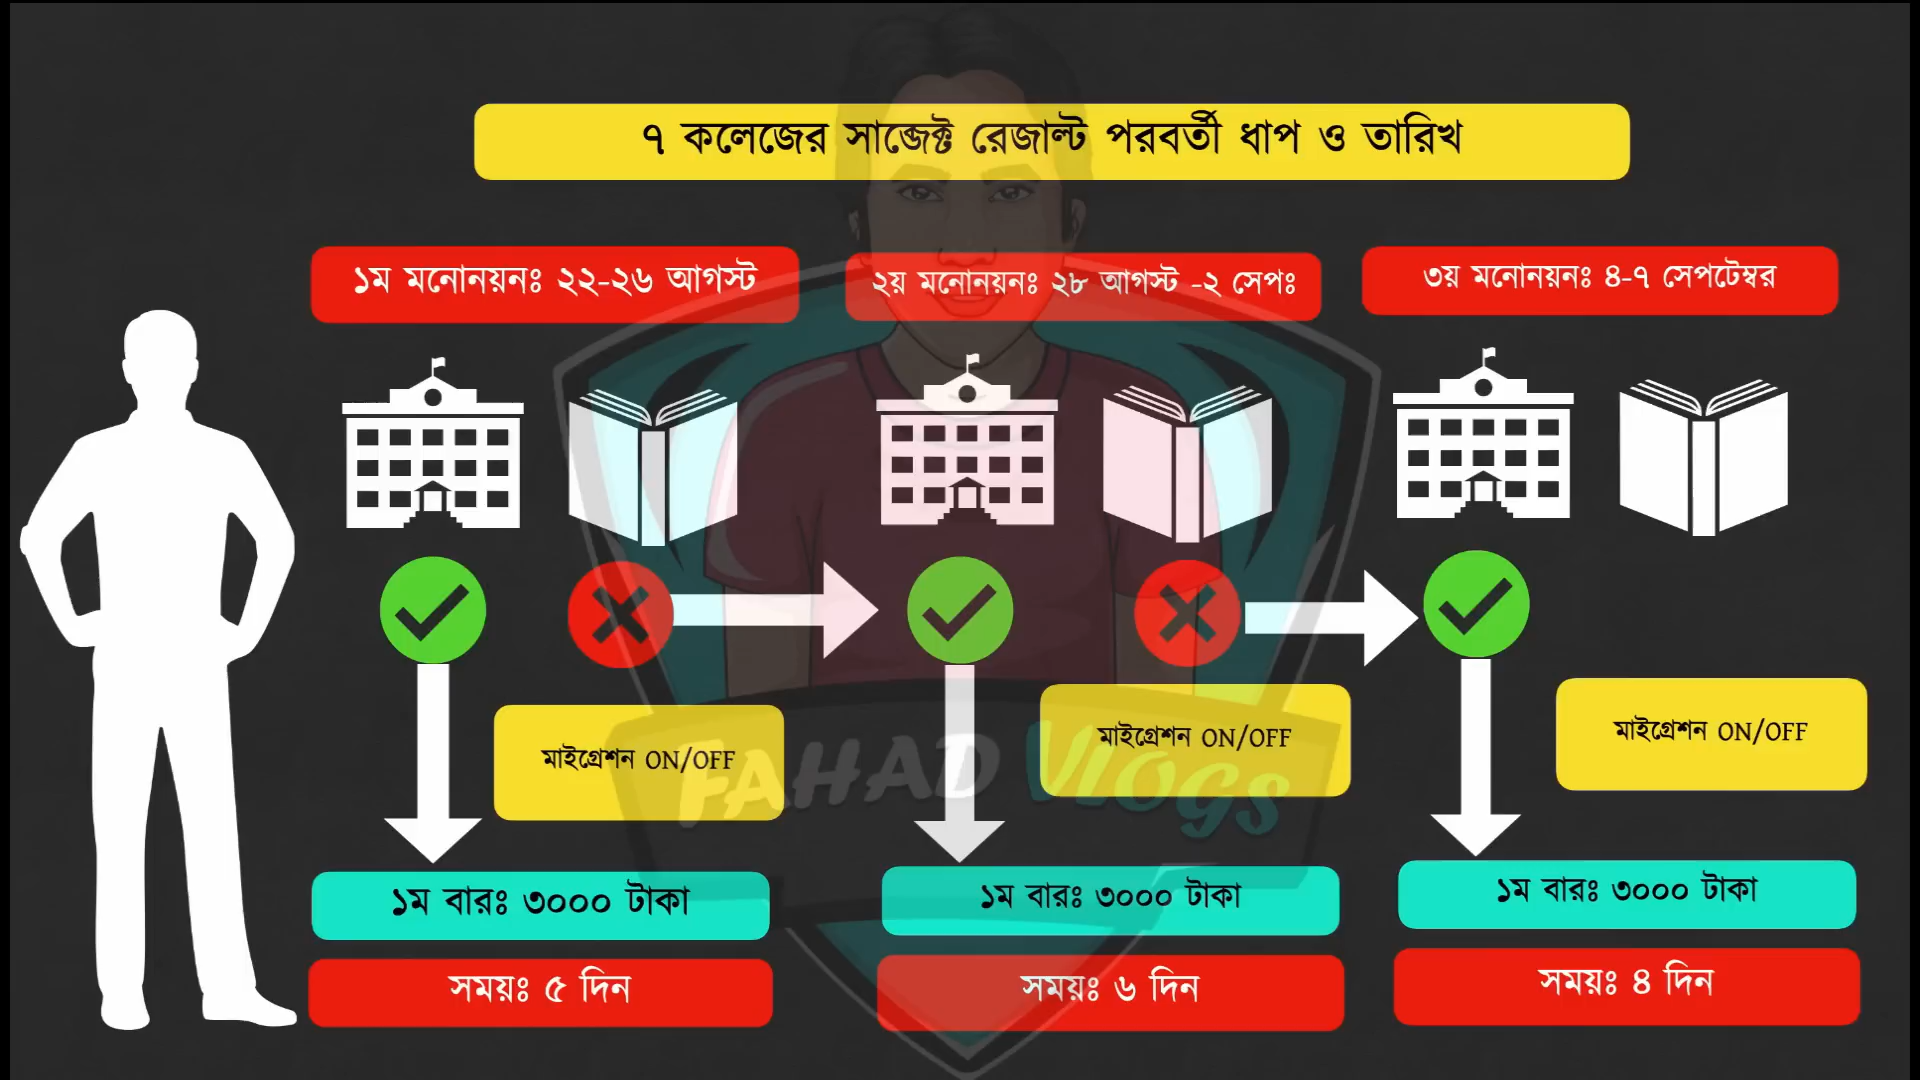 ৭ কলেজের সাব্জেক্ট রেজাল্ট পরবর্তী ধাপ ও তারিখ
১ম মনোনয়নঃ ২২-২৬ আগস্ট
২য় মনোনয়নঃ ২৮ আগস্ট -২ সেপঃ
৩য় মনোনয়নঃ ৪-৭ সেপটেম্বর
মাইগ্রেশন ON/OFF
মাইগ্রেশন ON/OFF
মাইগ্রেশন ON/OFF
FAHAD VLOGS
১ম বারঃ ৩০০০ টাকা
১ম বারঃ ৩০০০ টাকা
১ম বারঃ ৩০০০ টাকা
সময়ঃ ৫ দিন
সময়ঃ ৬ দিন
সময়ঃ ৪ দিন